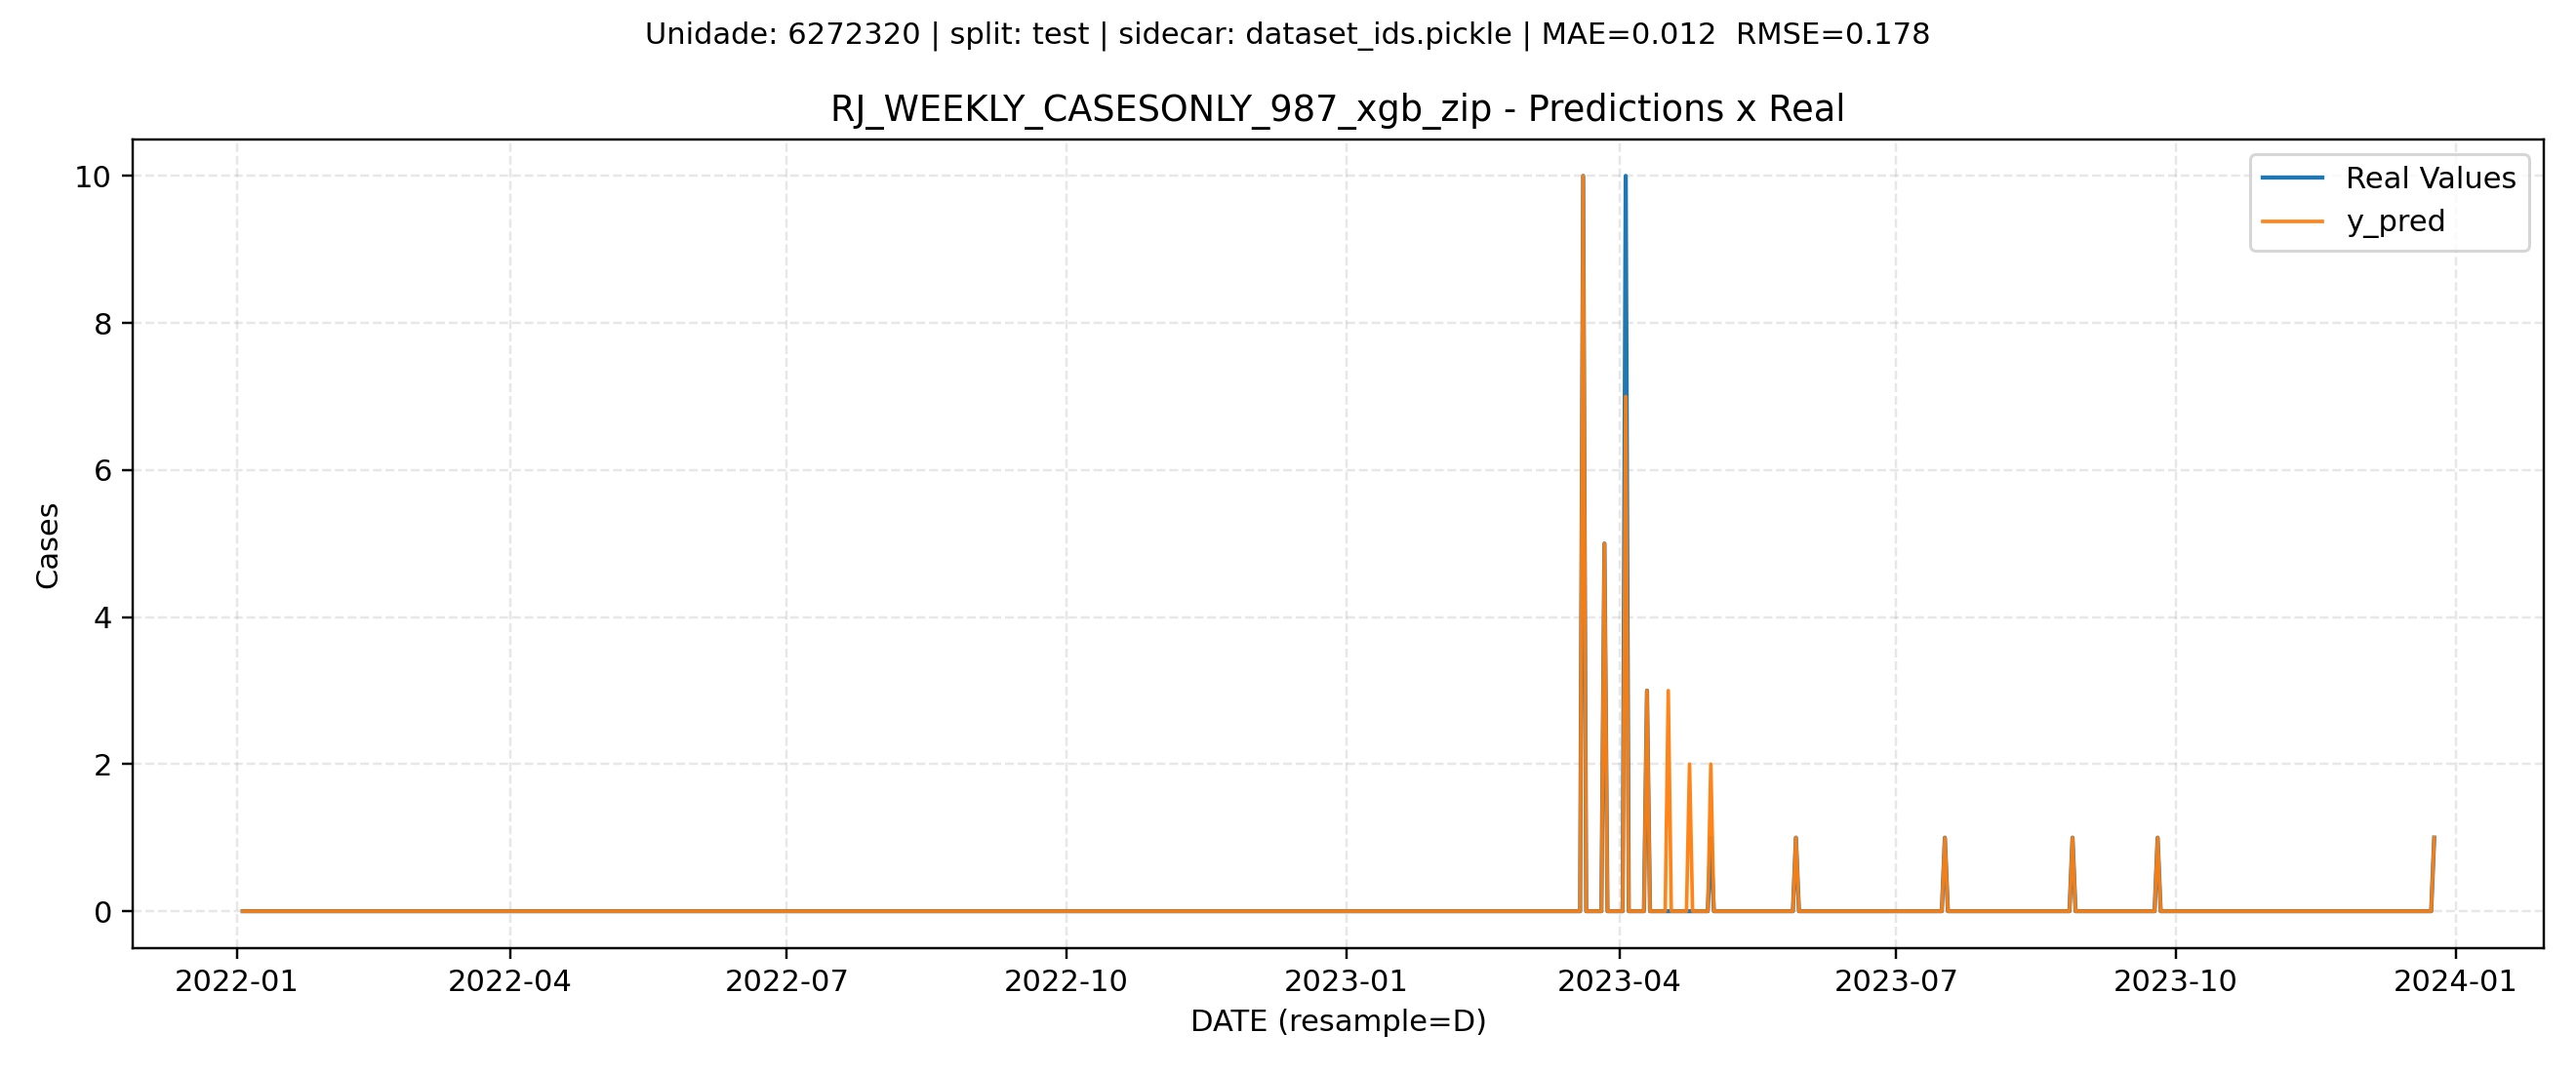 Unidade: 6272320 | split: test | sidecar: dataset_ids.pickle | MAE=0.012  RMSE=0.178
RJ_WEEKLY_CASESONLY_987_xgb_zip - Predictions x Real
Real Values
y_pred
10
8
6
4
2
0
Cases
2022-01
2022-04
2022-07
2022-10
2023-01
2023-04
2023-07
2023-10
2024-01
DATE (resample=D)